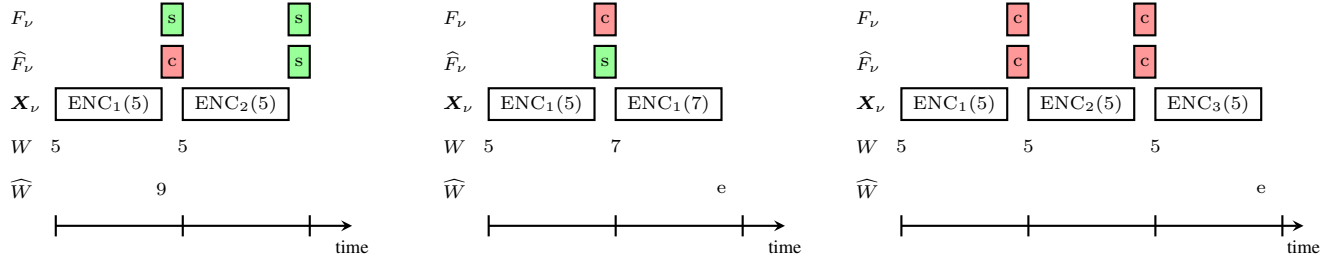 F_ν s s
F̂_ν c s
X_ν ENC₁(5) ENC₂(5)
W 5 5
Ŵ 9
time
F_ν c
F̂_ν s
X_ν ENC₁(5) ENC₁(7)
W 5 7
Ŵ e
time
F_ν c c
F̂_ν c c
X_ν ENC₁(5) ENC₂(5) ENC₃(5)
W 5 5 5
Ŵ e
time